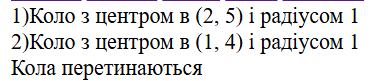 1)Коло з центром в (2, 5) і радіусом 1
2)Коло з центром в (1, 4) і радіусом 1
Кола перетинаються